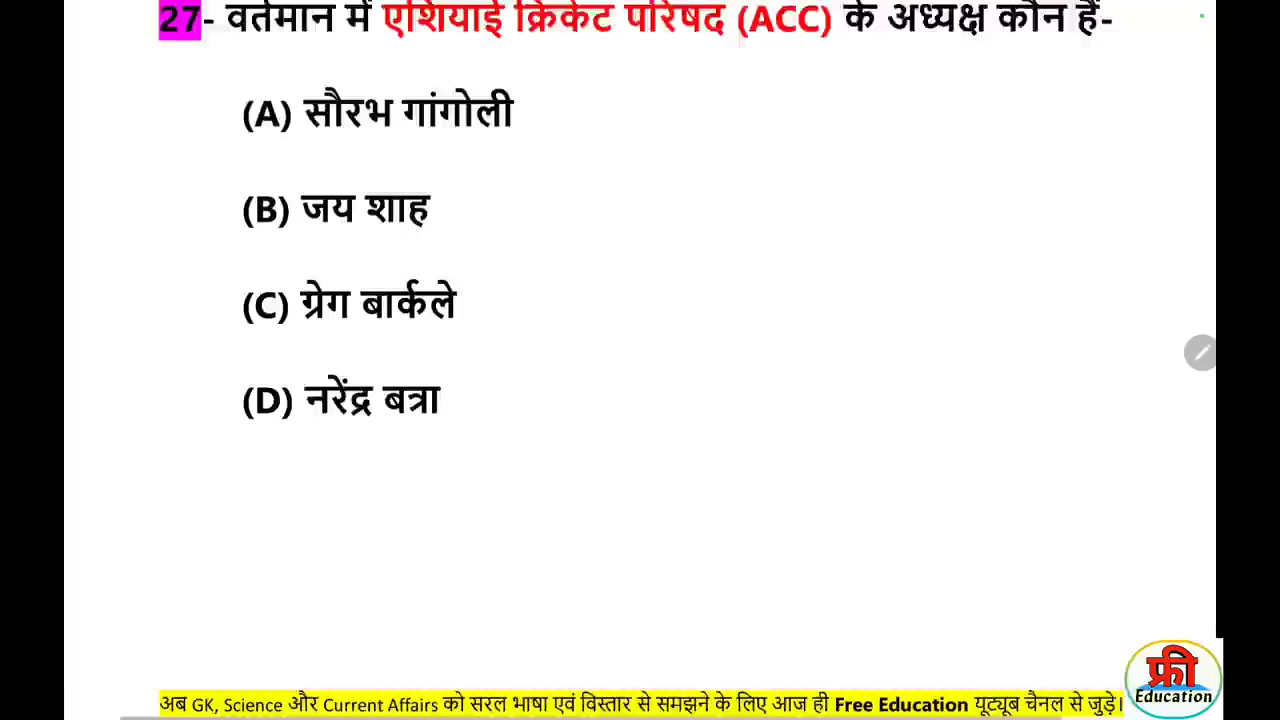 27- वर्तमान में एशियाई क्रिकेट परिषद (ACC) के अध्यक्ष कौन हैं-
(A) सौरभ गांगोली
(B) जय शाह
(C) ग्रेग बार्कले
(D) नरेंद्र बत्रा
अब GK, Science और Current Affairs को सरल भाषा एवं विस्तार से समझने के लिए आज ही Free Education यूट्यूब चैनल से जुड़े।
फ्री
Education